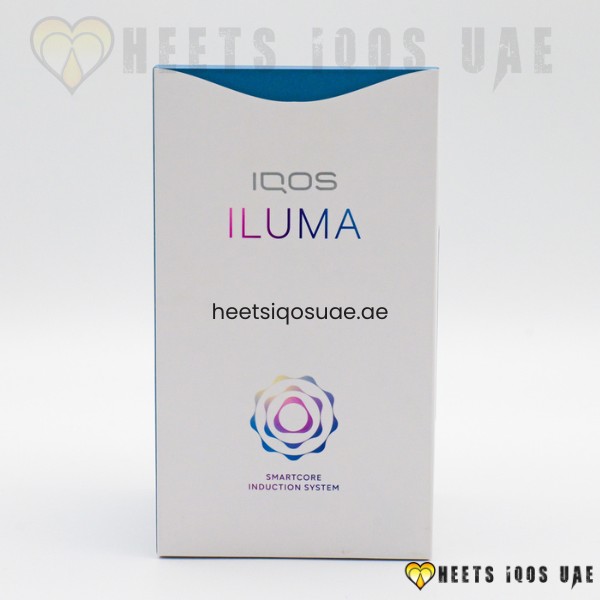 HEETS iQOS UAE
IQOS
ILUMA
heetsiqosuae.ae
SMARTCORE
INDUCTION SYSTEM
HEETS iQOS UAE